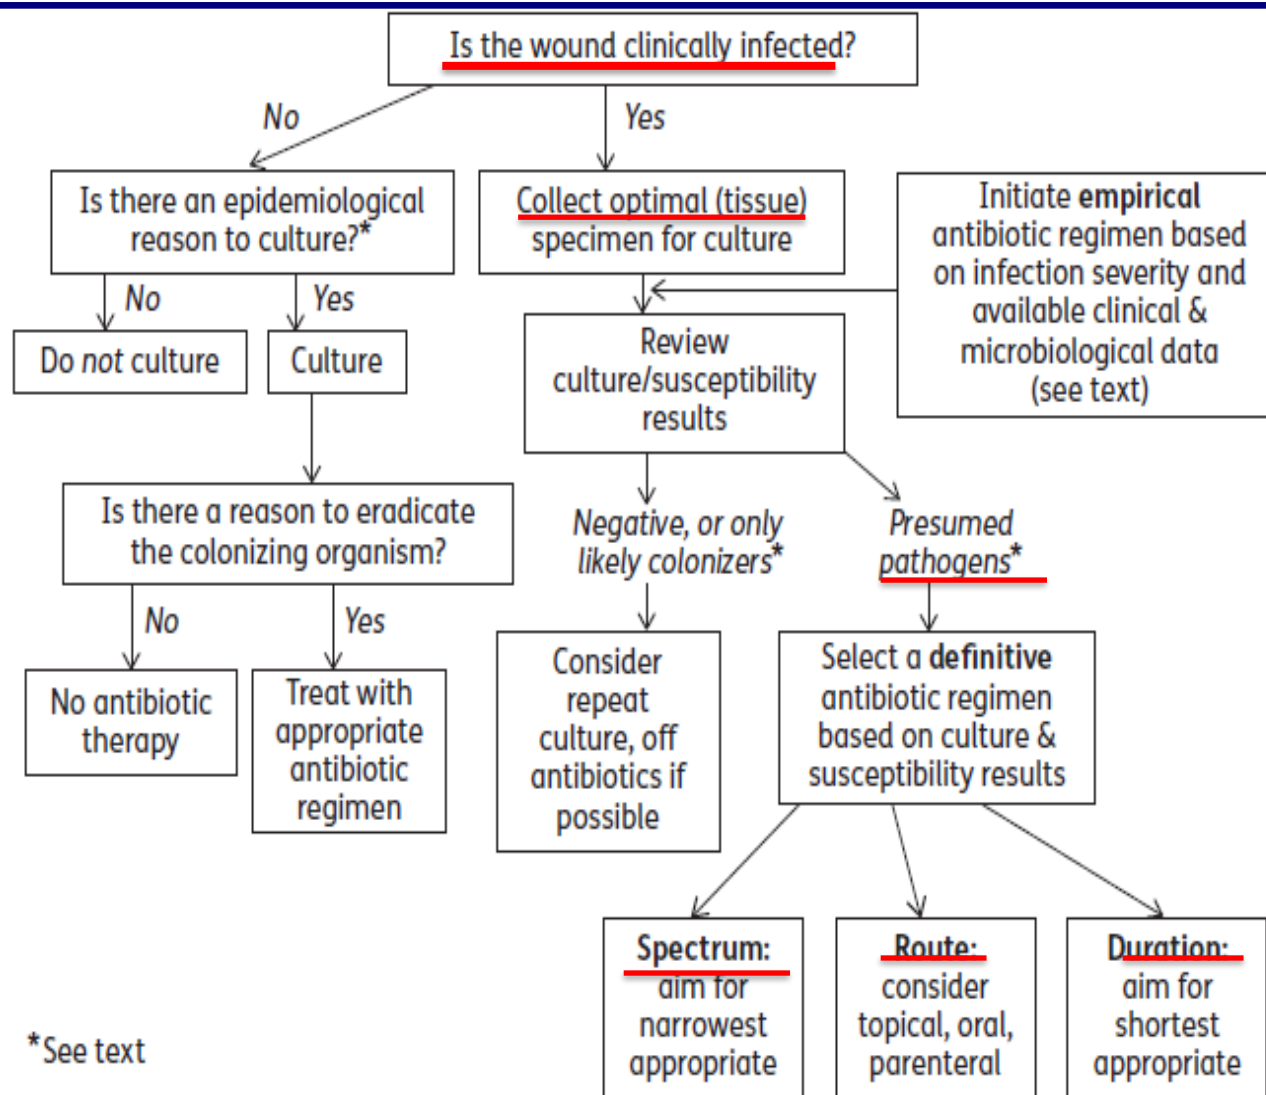 Is the wound clinically infected?
No
Yes
Is there an epidemiological
reason to culture?*
Collect optimal (tissue)
specimen for culture
Initiate empirical
antibiotic regimen based
on infection severity and
available clinical &
microbiological data
(see text)
No
Yes
Do not culture
Culture
Review
culture/susceptibility
results
Is there a reason to eradicate
the colonizing organism?
Negative, or only
likely colonizers*
Presumed
pathogens*
No
Yes
No antibiotic
therapy
Treat with
appropriate
antibiotic
regimen
Consider
repeat
culture, off
antibiotics if
possible
Select a definitive
antibiotic regimen
based on culture &
susceptibility results
Spectrum:
aim for
narrowest
appropriate
Route:
consider
topical, oral,
parenteral
Duration:
aim for
shortest
appropriate
*See text